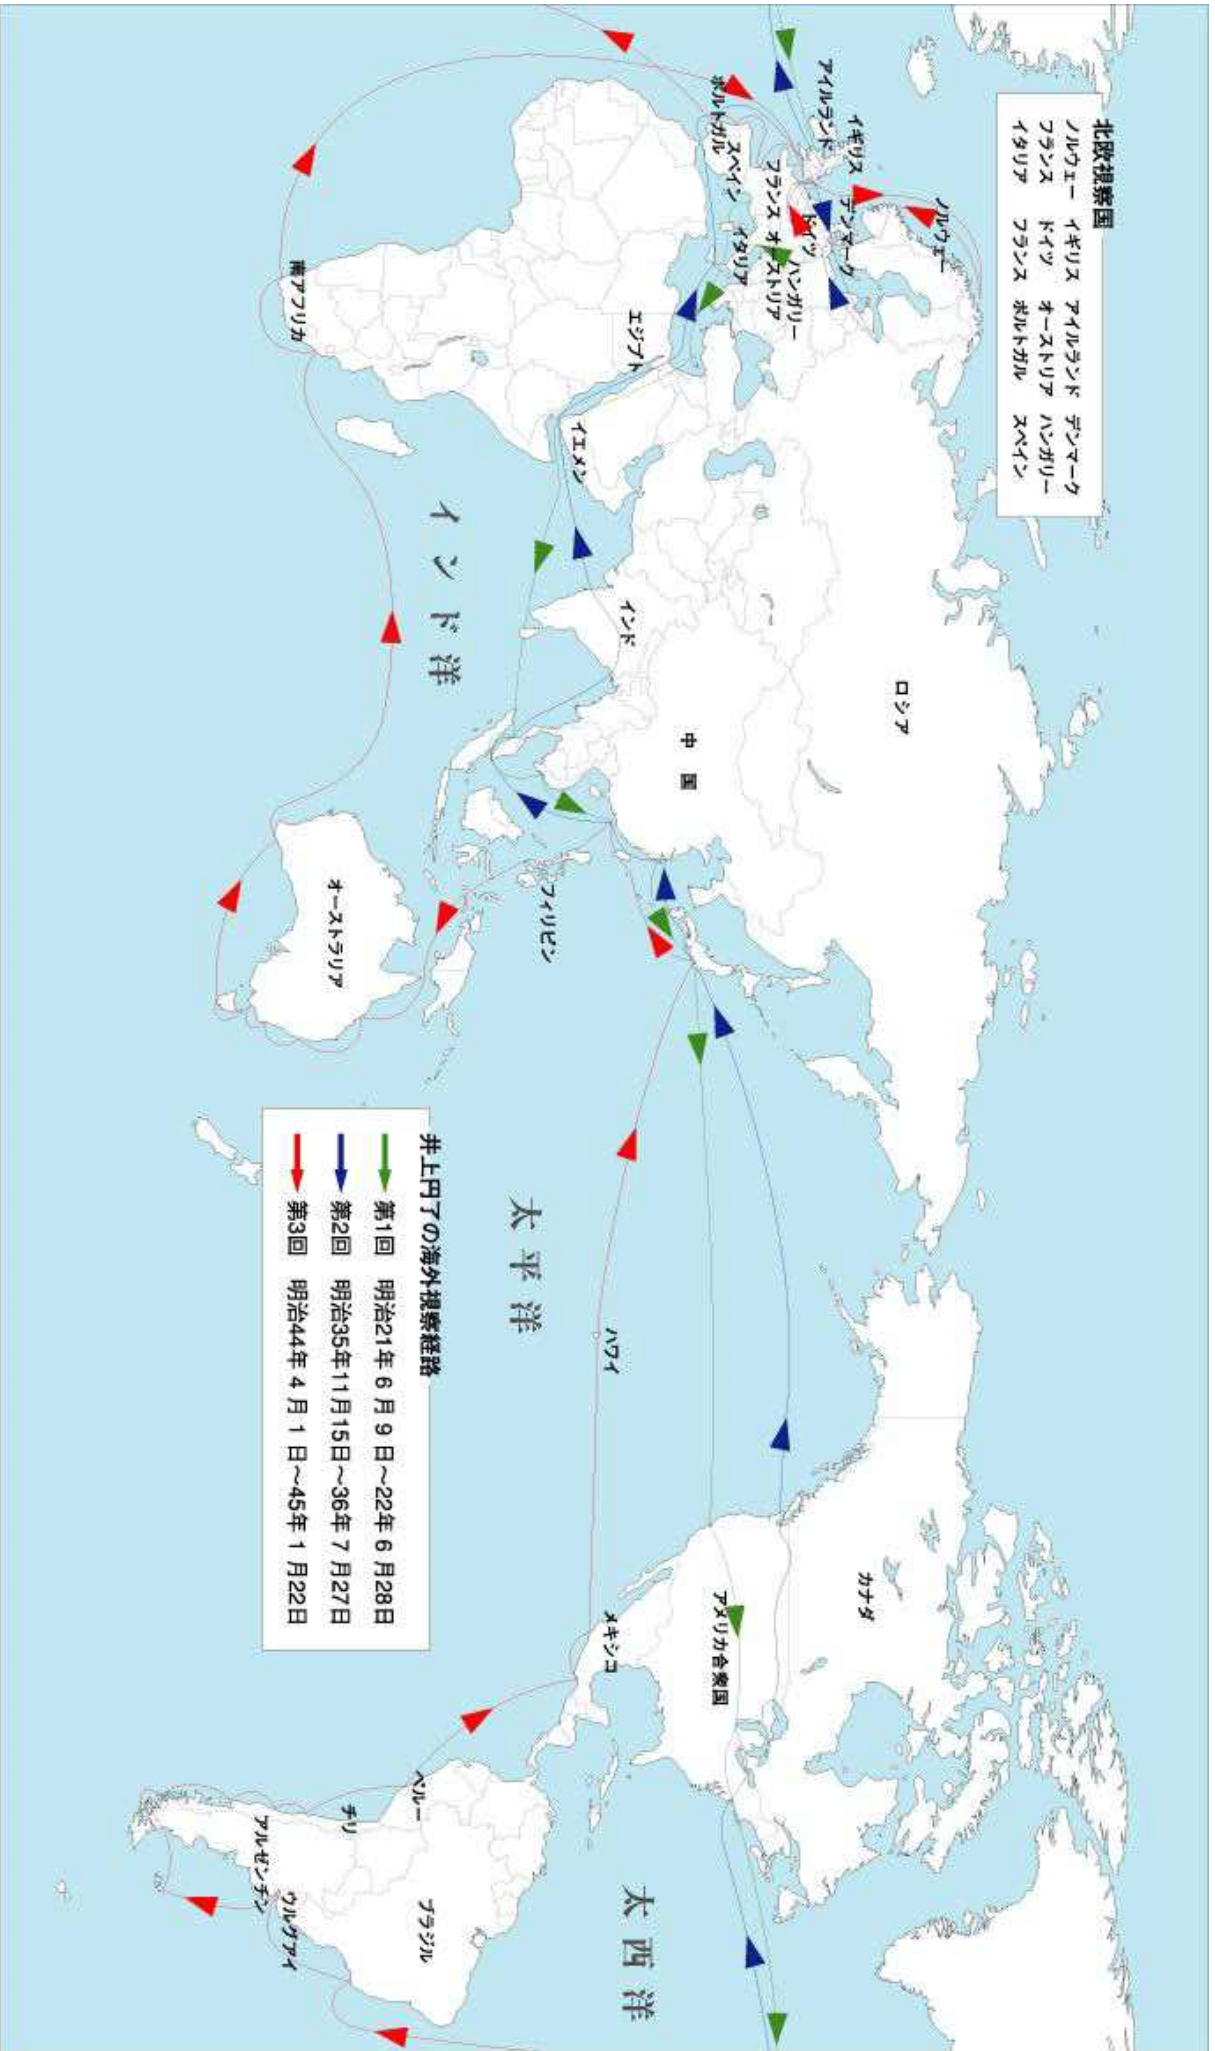 北欧視察国
ノルウェー イギリス アイルランド デンマーク
フランス ドイツ オーストリア ハンガリー
イタリア フランス ポルトガル スペイン
アイルランド
イギリス
ノルウェー
デンマーク
ドイツ
ハンガリー
フランス
オーストリア
ポルトガル
スペイン
イタリア
エジプト
イエメン
南アフリカ
インド洋
インド
ロシア
中国
フィリピン
オーストラリア
太平洋
ハワイ
カナダ
アメリカ合衆国
メキシコ
ペルー
チリ
アルゼンチン
ウルグアイ
ブラジル
太西洋
井上円了の海外視察経路
第1回 明治21年6月9日～22年6月28日
第2回 明治35年11月15日～36年7月27日
第3回 明治44年4月1日～45年1月22日